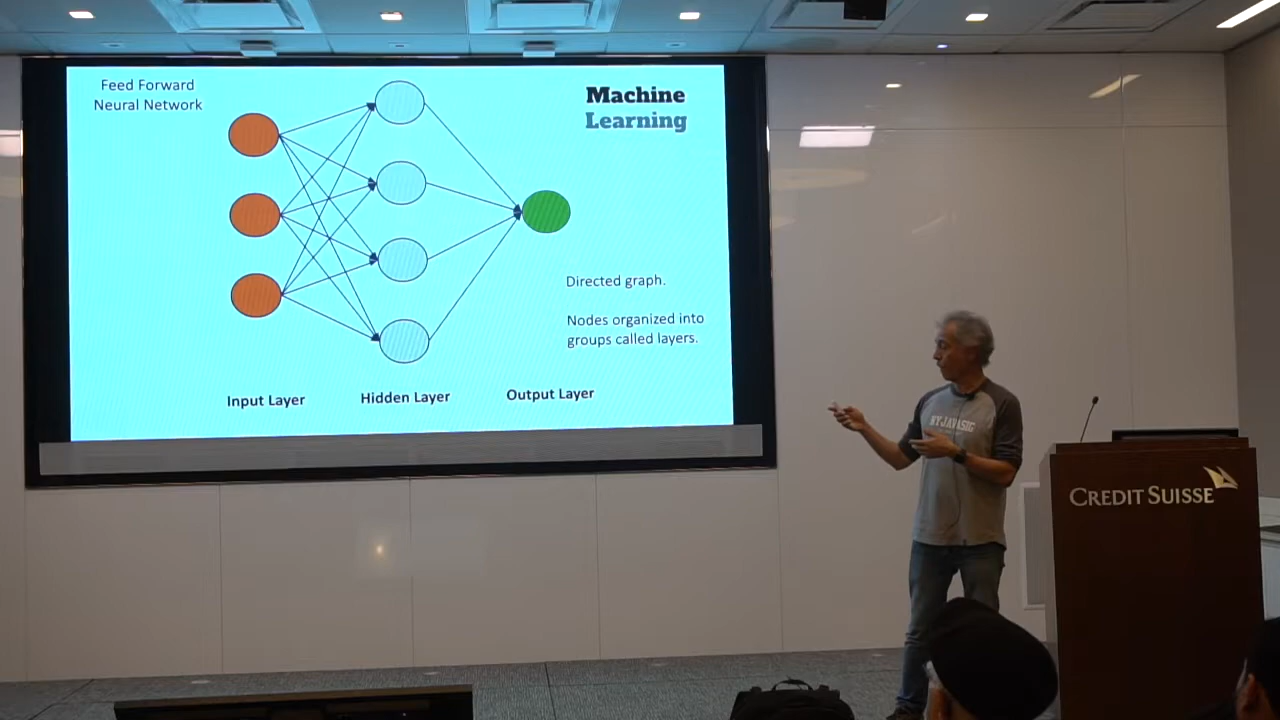 Feed Forward
Neural Network
Machine
Learning
Directed graph.
Nodes organized into
groups called layers.
Input Layer
Hidden Layer
Output Layer
NYJAVASIG
CREDIT SUISSE